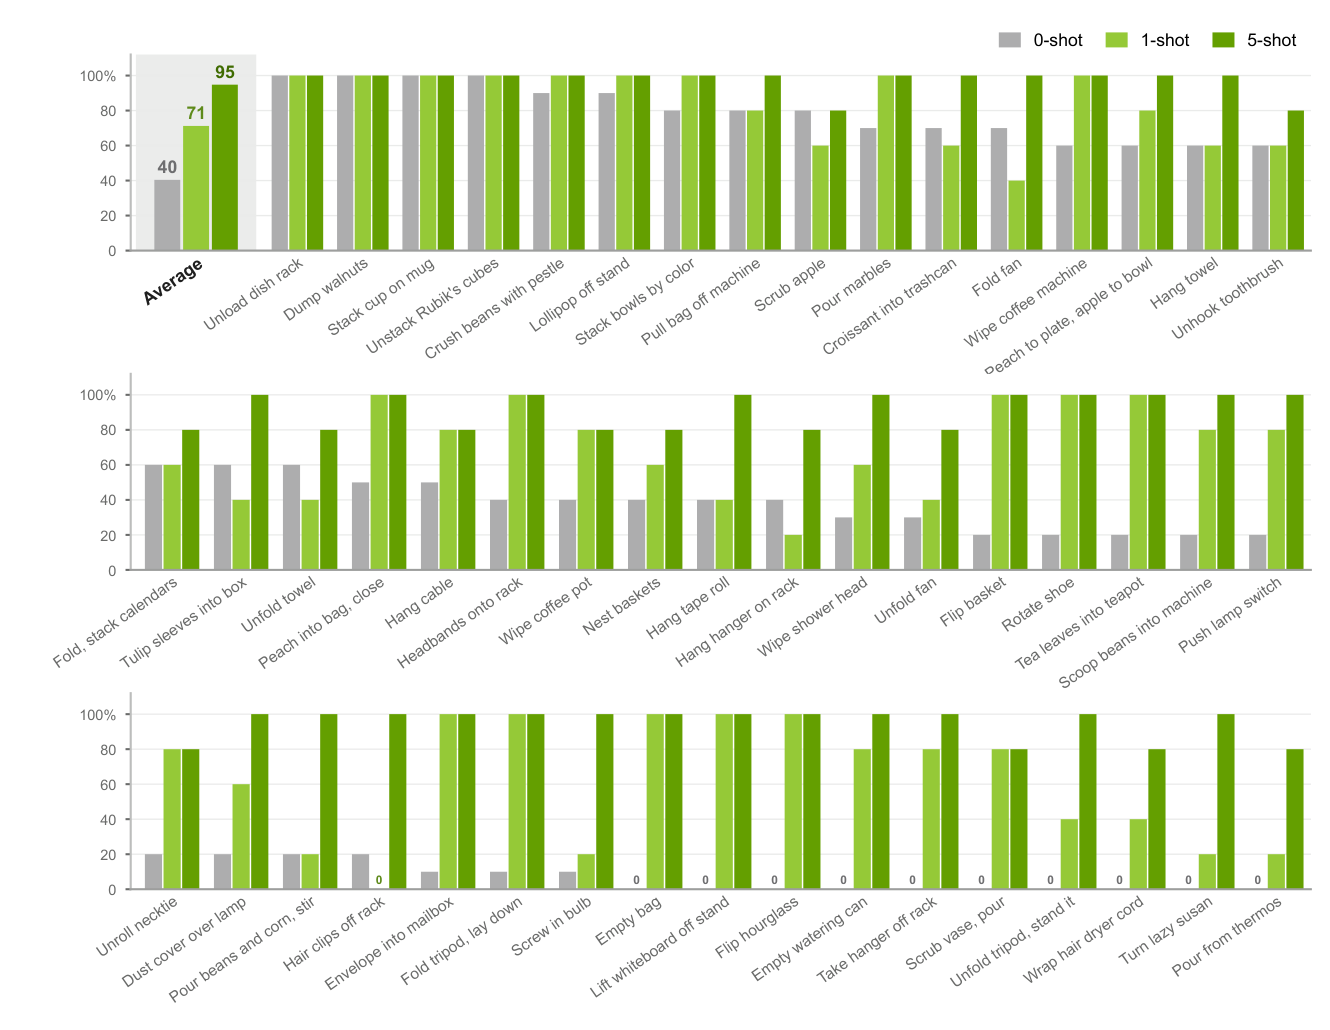 0-shot 1-shot 5-shot
100%
80
60
40
20
0
40
71
95
Average
Unload dish rack
Dump walnuts
Stack cup on mug
Unstack Rubik's cubes
Crush beans with pestle
Lollipop off stand
Stack bowls by color
Pull bag off machine
Scrub apple
Pour marbles
Croissant into trashcan
Fold fan
Wipe coffee machine
Peach to plate, apple to bowl
Hang towel
Unhook toothbrush
100%
80
60
40
20
0
Fold, stack calendars
Tulip sleeves into box
Unfold towel
Peach into bag, close
Hang cable
Headbands onto rack
Wipe coffee pot
Nest baskets
Hang tape roll
Hang hanger on rack
Wipe shower head
Unfold fan
Flip basket
Rotate shoe
Tea leaves into teapot
Scoop beans into machine
Push lamp switch
100%
80
60
40
20
0
0
0
0
0
0
0
0
0
0
0
0
Unroll necktie
Dust cover over lamp
Pour beans and corn, stir
Hair clips off rack
Envelope into mailbox
Fold tripod, lay down
Screw in bulb
Empty bag
Lift whiteboard off stand
Flip hourglass
Empty watering can
Take hanger off rack
Scrub vase, pour
Unfold tripod, stand it
Wrap hair dryer cord
Turn lazy susan
Pour from thermos